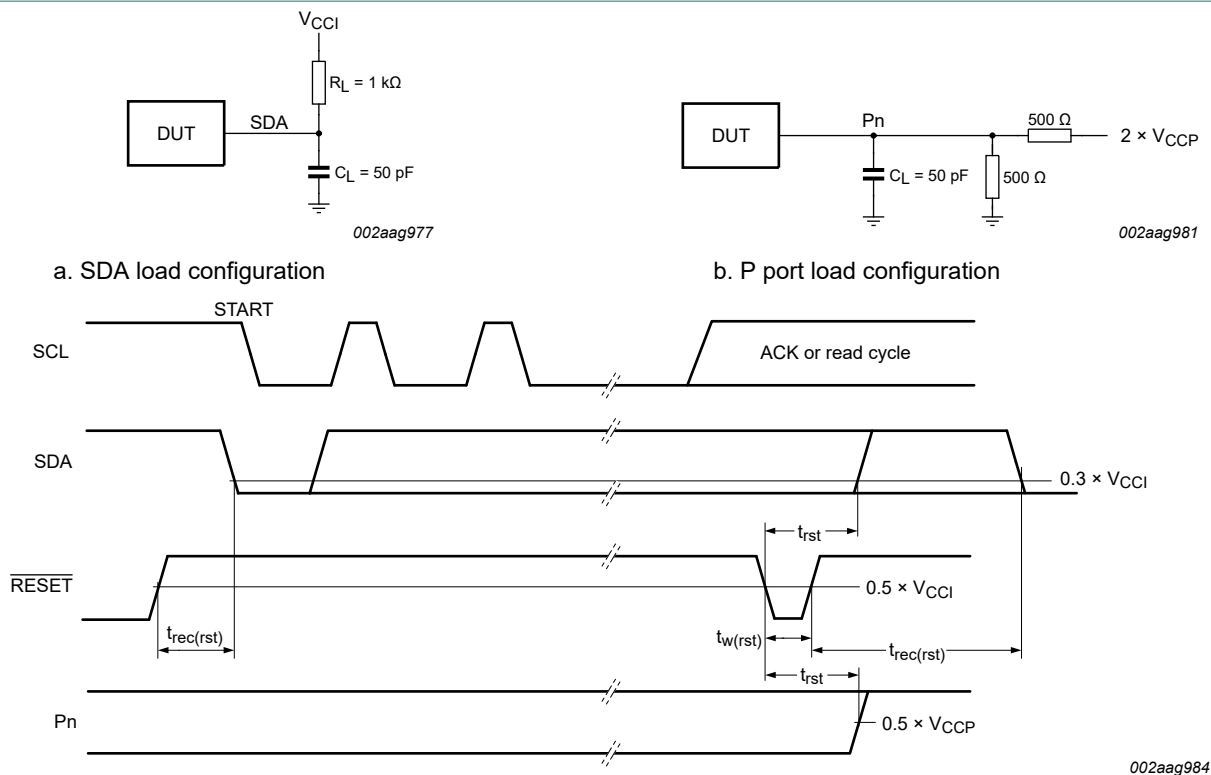 VCCI
RL = 1 kΩ
DUT
SDA
CL = 50 pF
002aag977
DUT
Pn
500 Ω
2 × VCCP
CL = 50 pF
500 Ω
002aag981
a. SDA load configuration
b. P port load configuration
START
SCL
ACK or read cycle
SDA
0.3 × VCCI
trst
RESET
0.5 × VCCI
trec(rst)
tw(rst)
trec(rst)
trst
Pn
0.5 × VCCP
002aag984